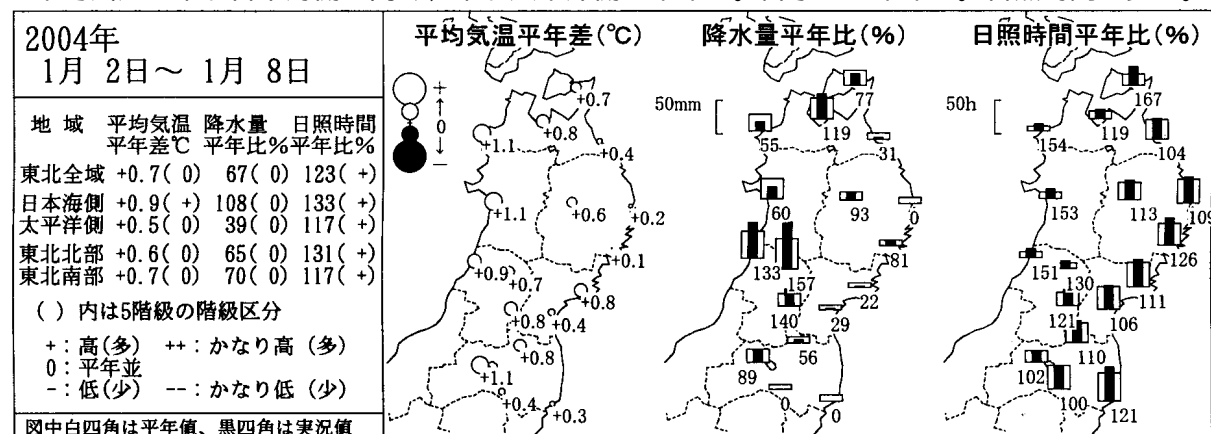 2004年
1月 2日～ 1月 8日
地 域 平均気温 降水量 日照時間
平年差℃ 平年比% 平年比%
東北全域 +0.7( 0) 67( 0) 123( +)
日本海側 +0.9( +) 108( 0) 133( +)
太平洋側 +0.5( 0) 39( 0) 117( +)
東北北部 +0.6( 0) 65( 0) 131( +)
東北南部 +0.7( 0) 70( 0) 117( +)
( ) 内は5階級の階級区分
+：高(多) ++：かなり高 (多)
0：平年並
-：低(少) --：かなり低 (少)
図中白四角は平年値、黒四角は実況値
平均気温平年差(℃)
+
↑
0
↓
-
+0.7
+0.8
+1.1
+0.4
+1.1
+0.6
+0.2
+0.1
+0.9
+0.7
+0.8
+0.8
+0.4
+0.8
+1.1
+0.4
+0.3
降水量平年比(%)
50mm
77
119
55
31
60
93
0
81
133
157
22
140
29
56
89
0
0
日照時間平年比(%)
50h
167
119
154
104
153
113
109
126
151
130
111
121
106
110
102
100
121